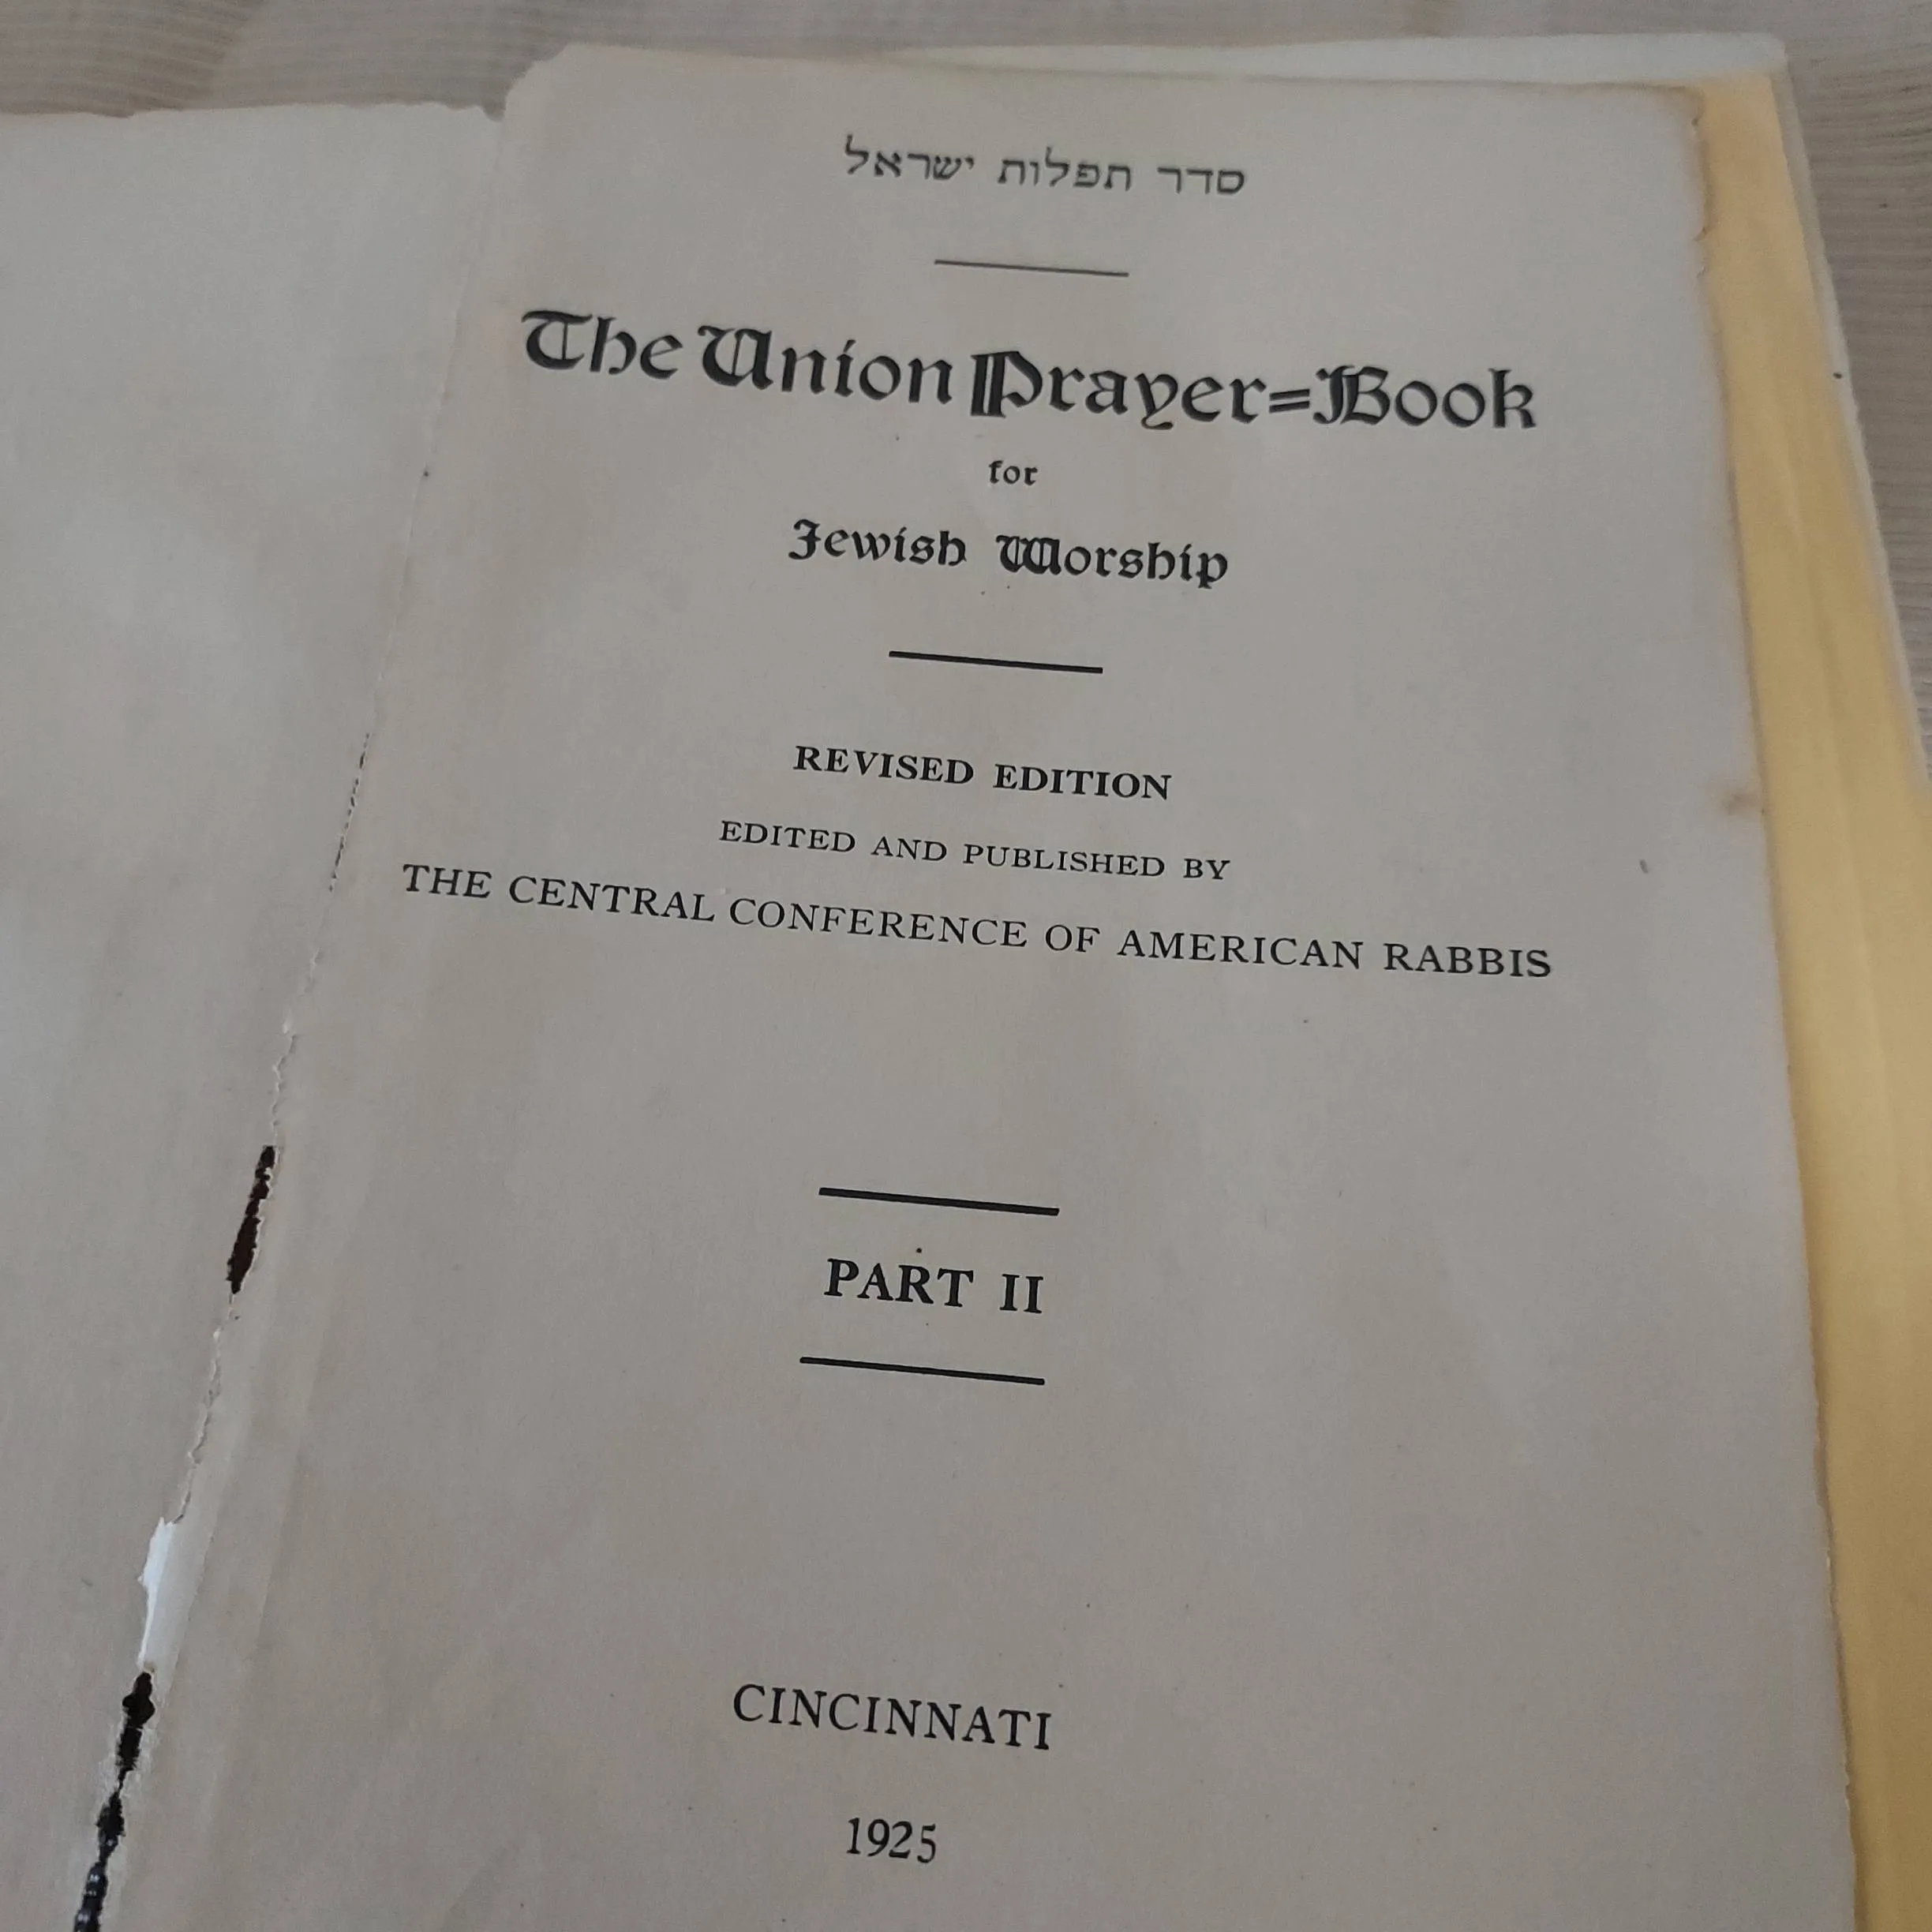 סדר תפלות ישראל
The Union Prayer=Book
for
Jewish Worship
REVISED EDITION
EDITED AND PUBLISHED BY
THE CENTRAL CONFERENCE OF AMERICAN RABBIS
PART II
CINCINNATI
1925